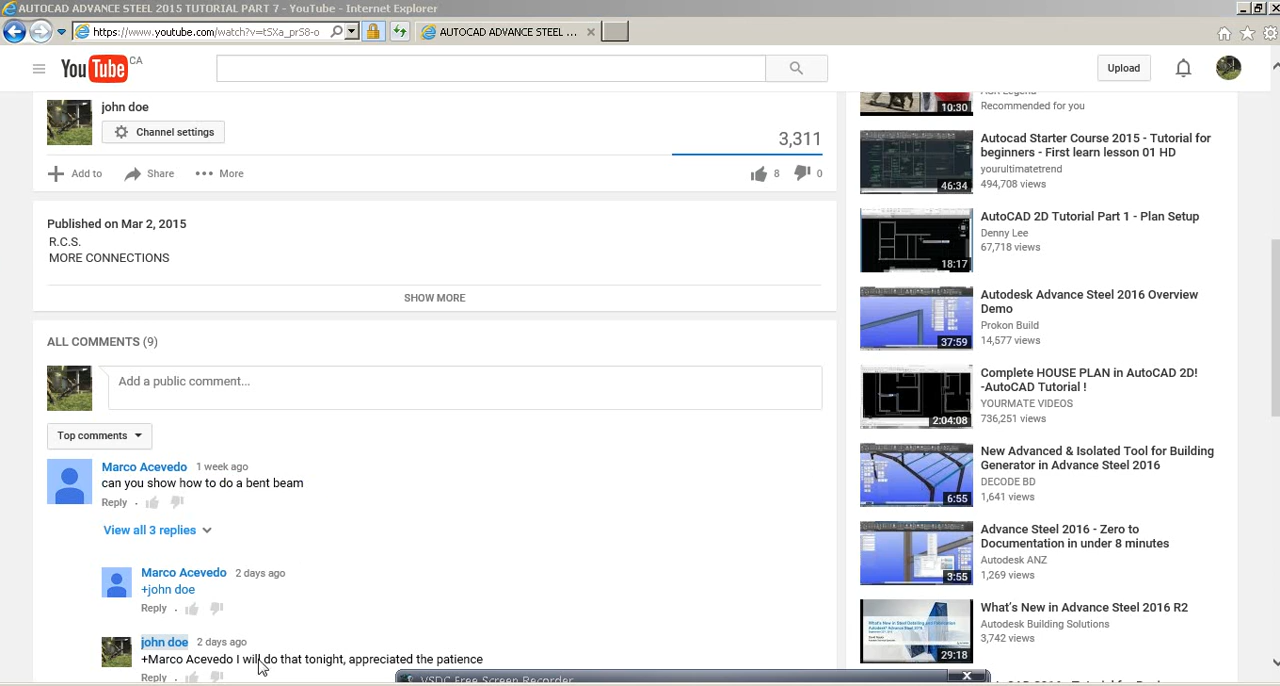 AUTOCAD ADVANCE STEEL 2015 TUTORIAL PART 7 - YouTube - Internet Explorer
https://www.youtube.com/watch?v=tSXa_prS8-o
AUTOCAD ADVANCE STEEL ...
YouTube CA
Upload
john doe
Channel settings
3,311
Add to
Share
More
8
0
Published on Mar 2, 2015
R.C.S.
MORE CONNECTIONS
SHOW MORE
ALL COMMENTS (9)
Add a public comment...
Top comments
Marco Acevedo 1 week ago
can you show how to do a bent beam
Reply
View all 3 replies
Marco Acevedo 2 days ago
+john doe
Reply
john doe 2 days ago
+Marco Acevedo I will do that tonight, appreciated the patience
Reply
VSDC Free Screen Recorder
10:30
Recommended for you
46:34
Autocad Starter Course 2015 - Tutorial for
beginners - First learn lesson 01 HD
yourultimatetrend
494,708 views
18:17
AutoCAD 2D Tutorial Part 1 - Plan Setup
Denny Lee
67,718 views
37:59
Autodesk Advance Steel 2016 Overview
Demo
Prokon Build
14,577 views
2:04:08
Complete HOUSE PLAN in AutoCAD 2D!
-AutoCAD Tutorial !
YOURMATE VIDEOS
736,251 views
6:55
New Advanced & Isolated Tool for Building
Generator in Advance Steel 2016
DECODE BD
1,641 views
3:55
Advance Steel 2016 - Zero to
Documentation in under 8 minutes
Autodesk ANZ
1,269 views
29:18
What's New in Advance Steel 2016 R2
Autodesk Building Solutions
3,742 views